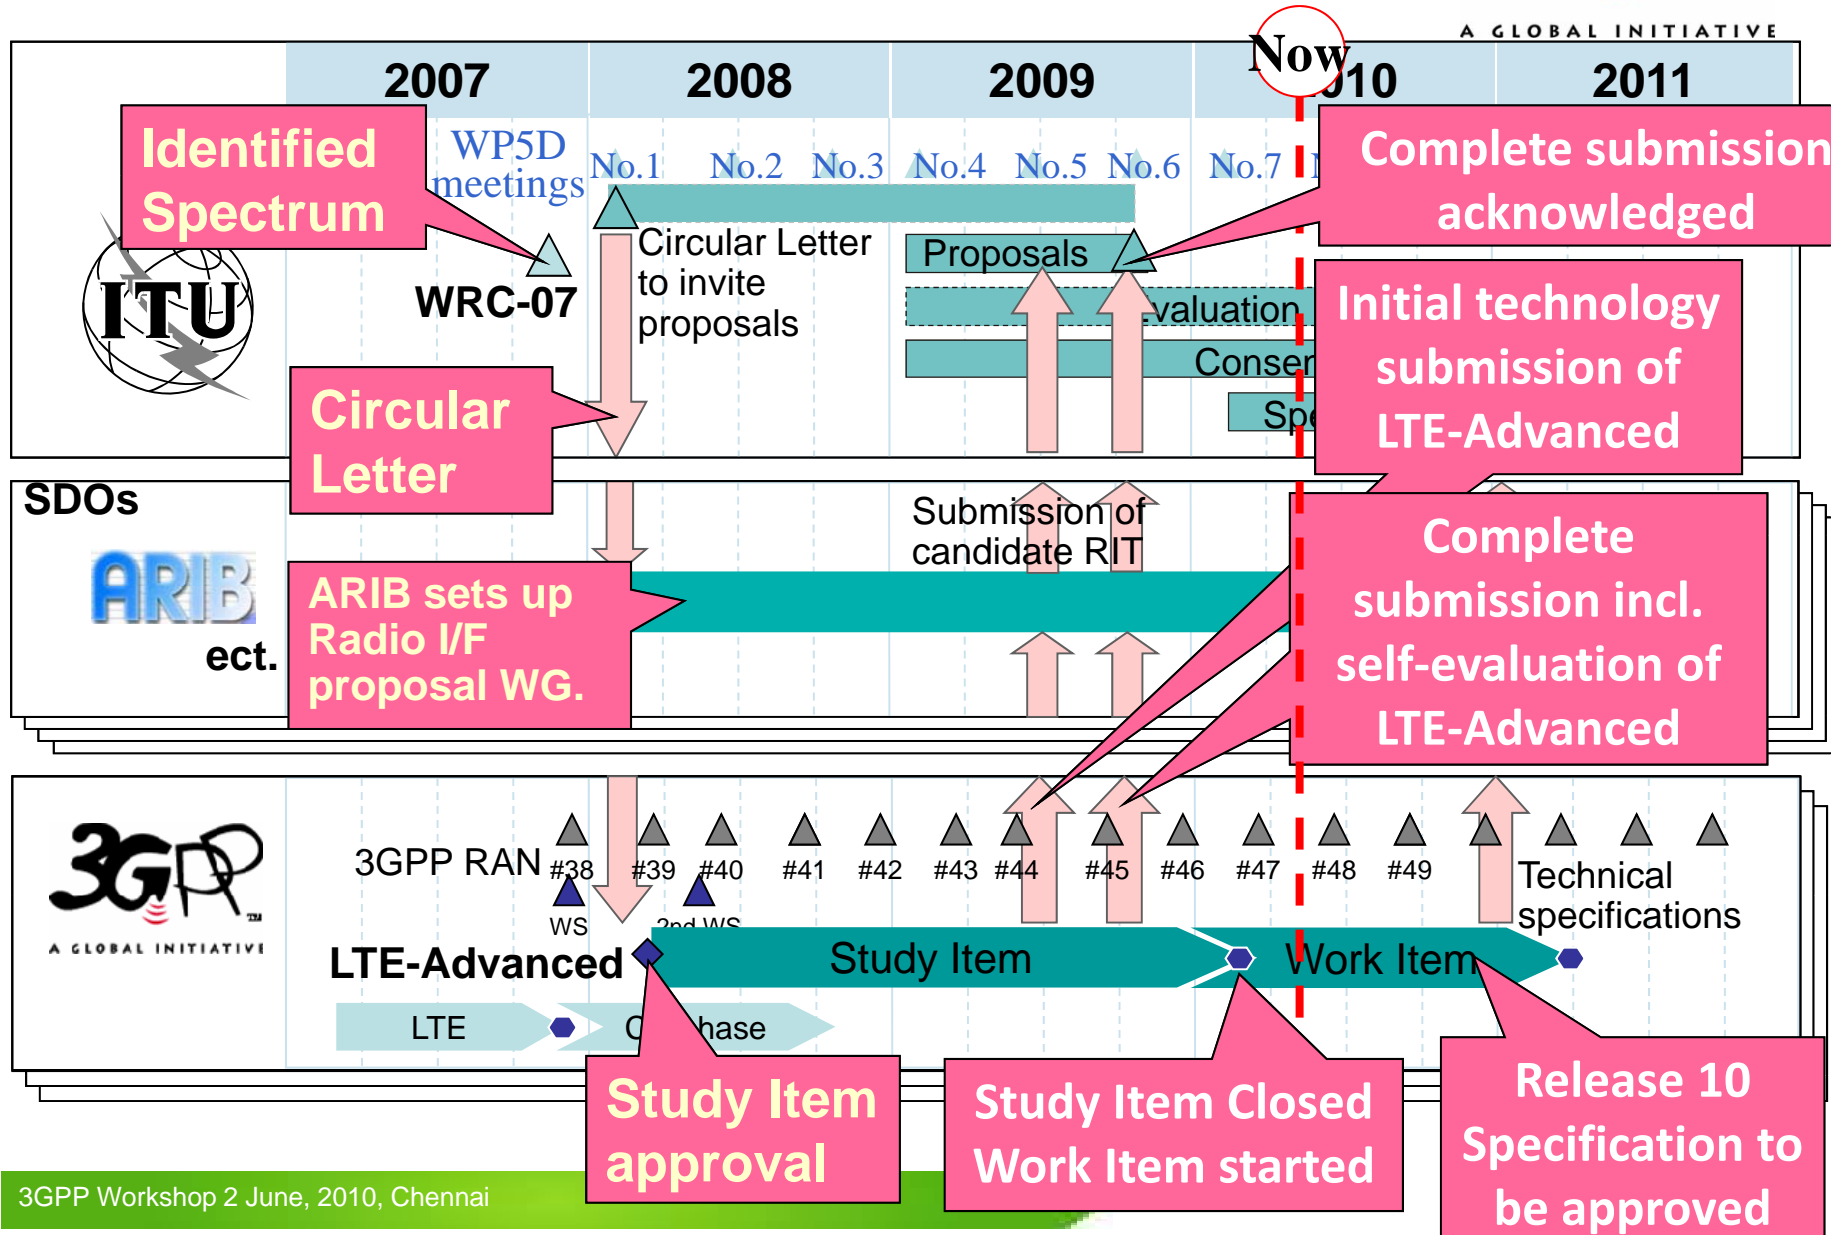 A GLOBAL INITIATIVE
Now
2007
2008
2009
2011
Identified
Spectrum
WP5D
meetings
No.1
No.2
No.3
No.4
No.5
No.6
No.7
Complete submission
acknowledged
Circular Letter
to invite
proposals
Proposals
WRC-07
ITU
Initial technology
submission of
LTE-Advanced
Circular
Letter
SDOs
ARIB
ect.
Submission of
candidate RIT
ARIB sets up
Radio I/F
proposal WG.
Complete
submission incl.
self-evaluation of
LTE-Advanced
3GPP
TM
A GLOBAL INITIATIVE
3GPP RAN
#38
#39
#40
#41
#42
#43
#44
#45
#46
#47
#48
#49
WS
2nd WS
Technical
specifications
LTE-Advanced
Study Item
Work Item
LTE
Study Item
approval
Study Item Closed
Work Item started
Release 10
Specification to
be approved
3GPP Workshop 2 June, 2010, Chennai